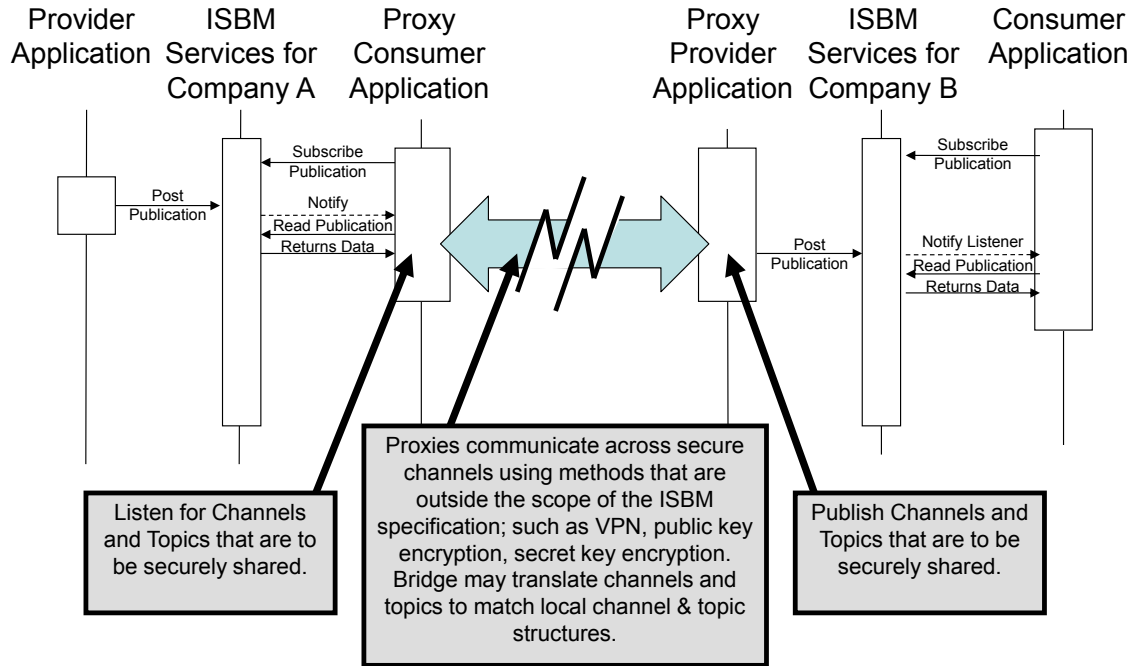 Provider
Application
ISBM
Services for
Company A
Proxy
Consumer
Application
Proxy
Provider
Application
ISBM
Services for
Company B
Consumer
Application
Subscribe
Publication
Post
Publication
Notify
Read Publication
Returns Data
Subscribe
Publication
Post
Publication
Notify Listener
Read Publication
Returns Data
Listen for Channels
and Topics that are to
be securely shared.
Proxies communicate across secure
channels using methods that are
outside the scope of the ISBM
specification; such as VPN, public key
encryption, secret key encryption.
Bridge may translate channels and
topics to match local channel & topic
structures.
Publish Channels and
Topics that are to be
securely shared.